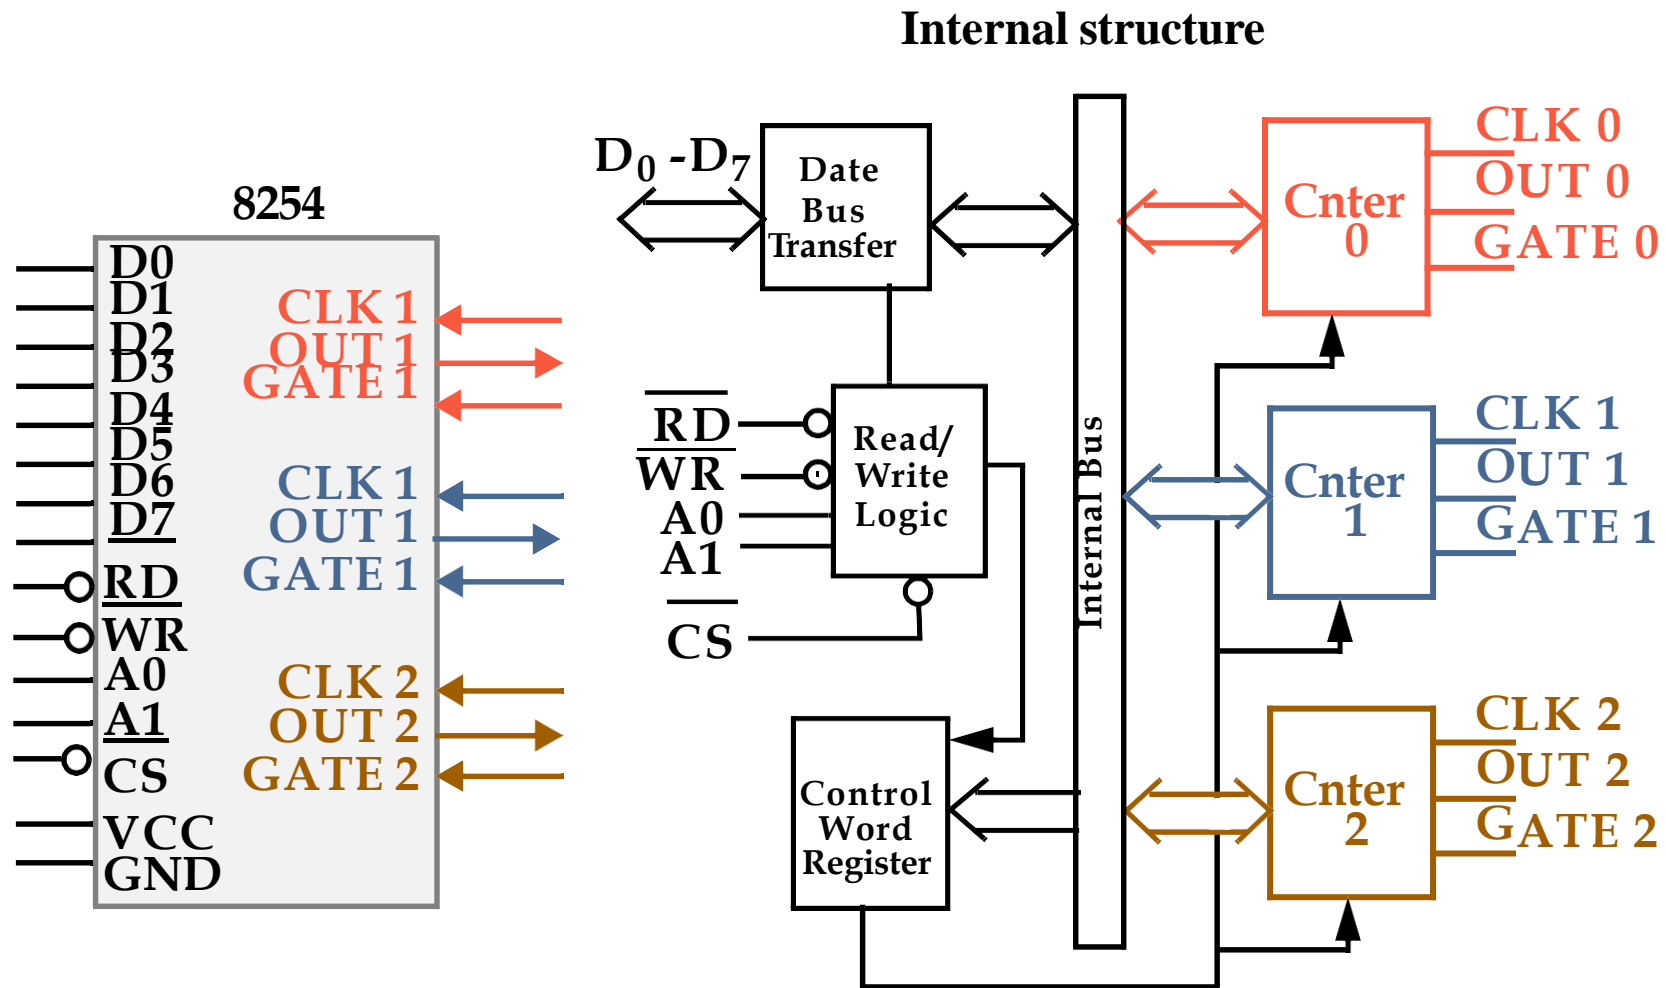 Internal structure
8254
D0
D1
D2
D3
D4
D5
D6
D7
RD
WR
A0
A1
CS
VCC
GND
CLK 1
OUT 1
GATE 1
CLK 1
OUT 1
GATE 1
CLK 2
OUT 2
GATE 2
D0 -D7
Date
Bus
Transfer
RD
WR
A0
A1
CS
Read/
Write
Logic
Control
Word
Register
Internal Bus
Cnter
0
CLK 0
OUT 0
GATE 0
Cnter
1
CLK 1
OUT 1
GATE 1
Cnter
2
CLK 2
OUT 2
GATE 2